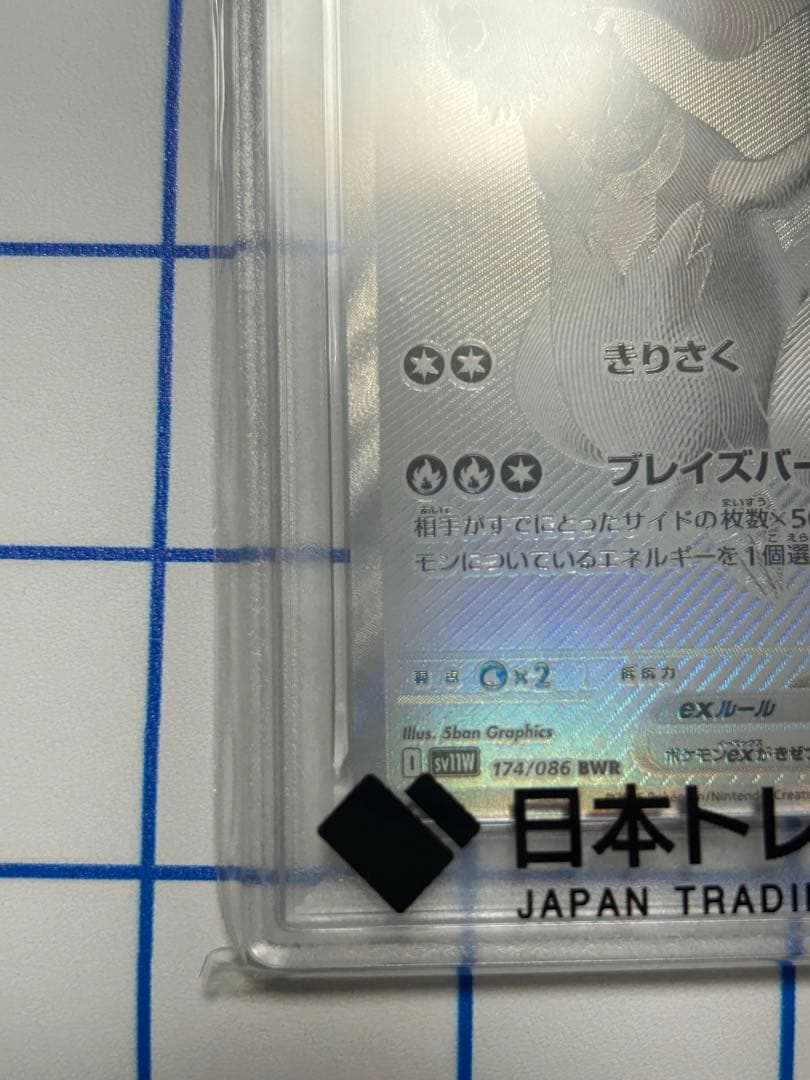 きりさく
ブレイズバー
相手がすでにとったサイドの枚数×5
モンについているエネルギーを1個選
弱点 ×2
抵抗力
exルール
Illus. 5ban Graphics
ポケモンexがきぜ
I SV11W 174/086 BWR
日本トレ
JAPAN TRADI